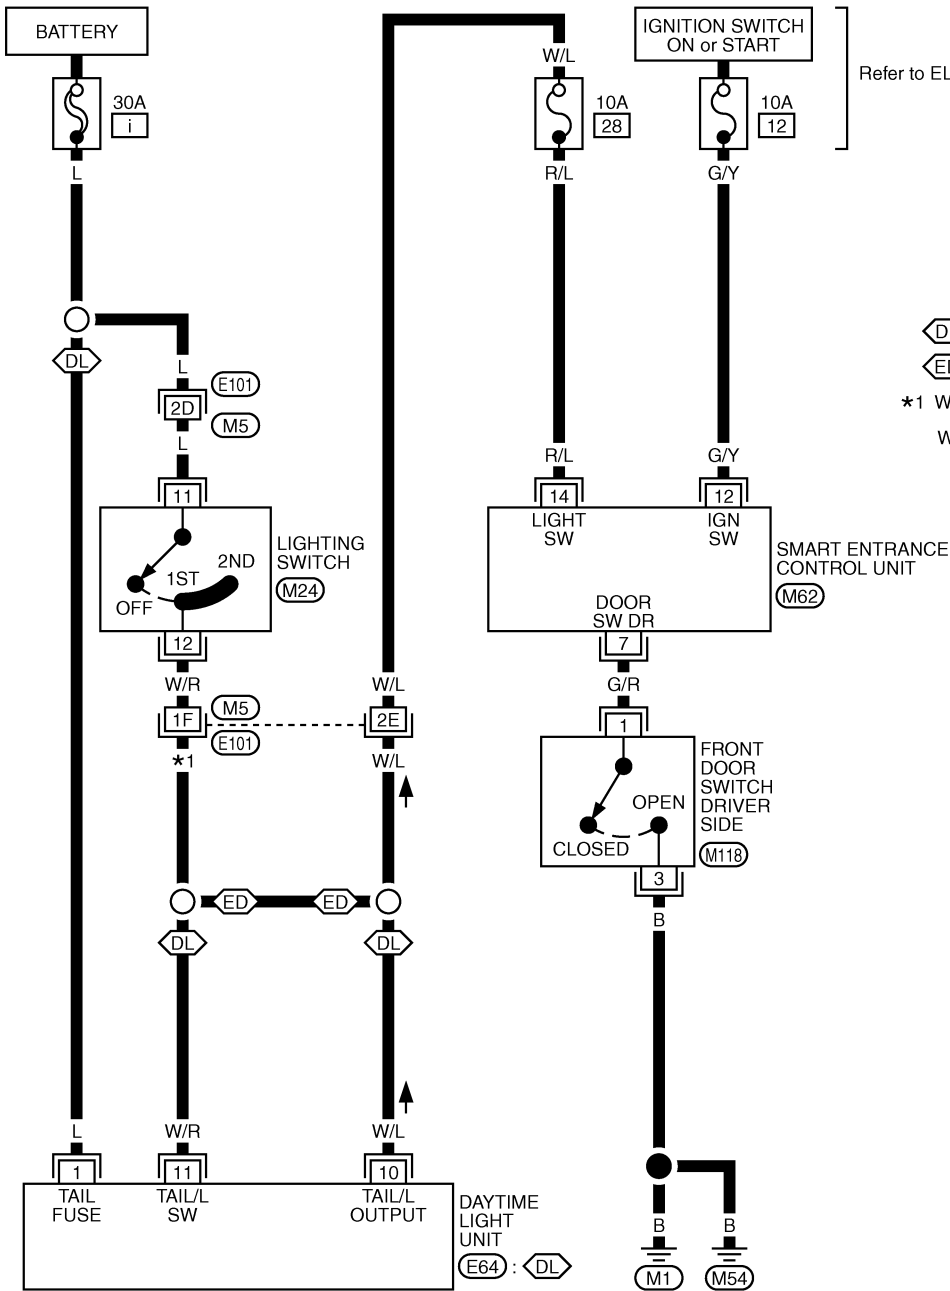 BATTERY
IGNITION SWITCH
ON or START
W/L
Refer to EL
30A
i
10A
28
10A
12
L
R/L
G/Y
DL
L
E101
2D
M5
L
D
EI
*1 W
W
R/L
G/Y
11
14
12
LIGHT
SW
IGN
SW
LIGHTING
SWITCH
M24
2ND
1ST
OFF
SMART ENTRANCE
CONTROL UNIT
M62
DOOR
SW DR
12
7
W/R
W/L
G/R
1F
M5
2E
1
E101
*1
W/L
FRONT
DOOR
SWITCH
DRIVER
SIDE
OPEN
CLOSED
M118
3
ED
ED
B
DL
DL
L
W/R
W/L
1
11
10
TAIL
FUSE
TAIL/L
SW
TAIL/L
OUTPUT
DAYTIME
LIGHT
UNIT
E64 : DL
B
B
M1
M54